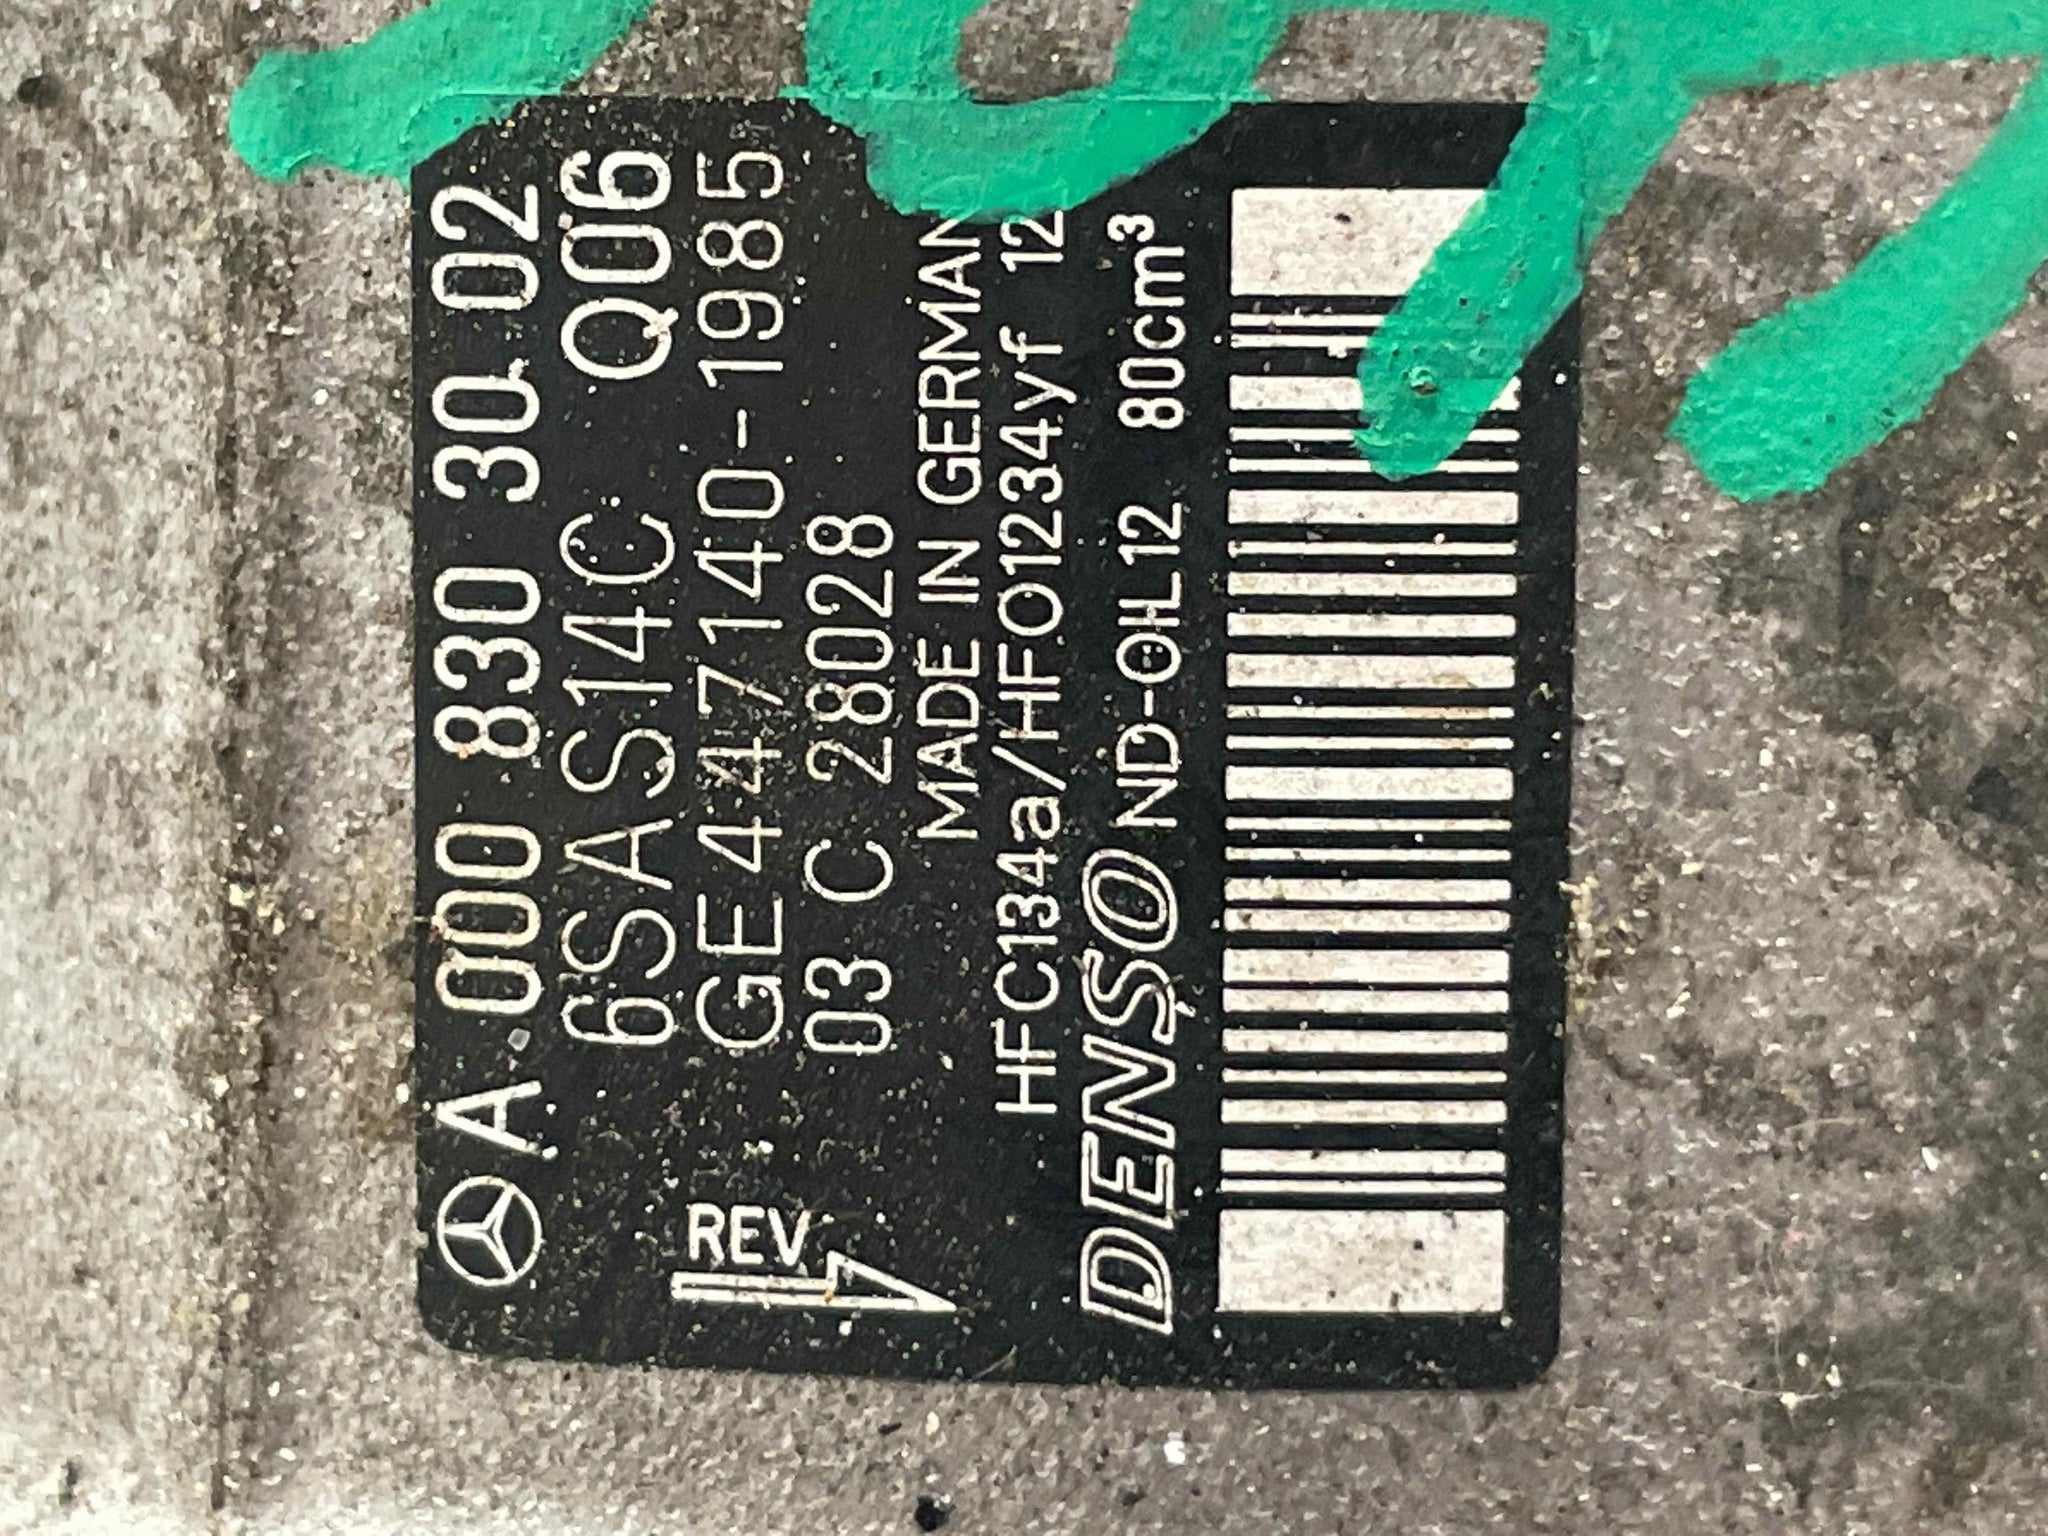 A 000 830 30 02
6SAS14C Q06
GE447140-1985
03 C 28028
REV
MADE IN GERMAN
HFC134a/HFO1234yf 12
DENSO ND-OIL12 80cm³